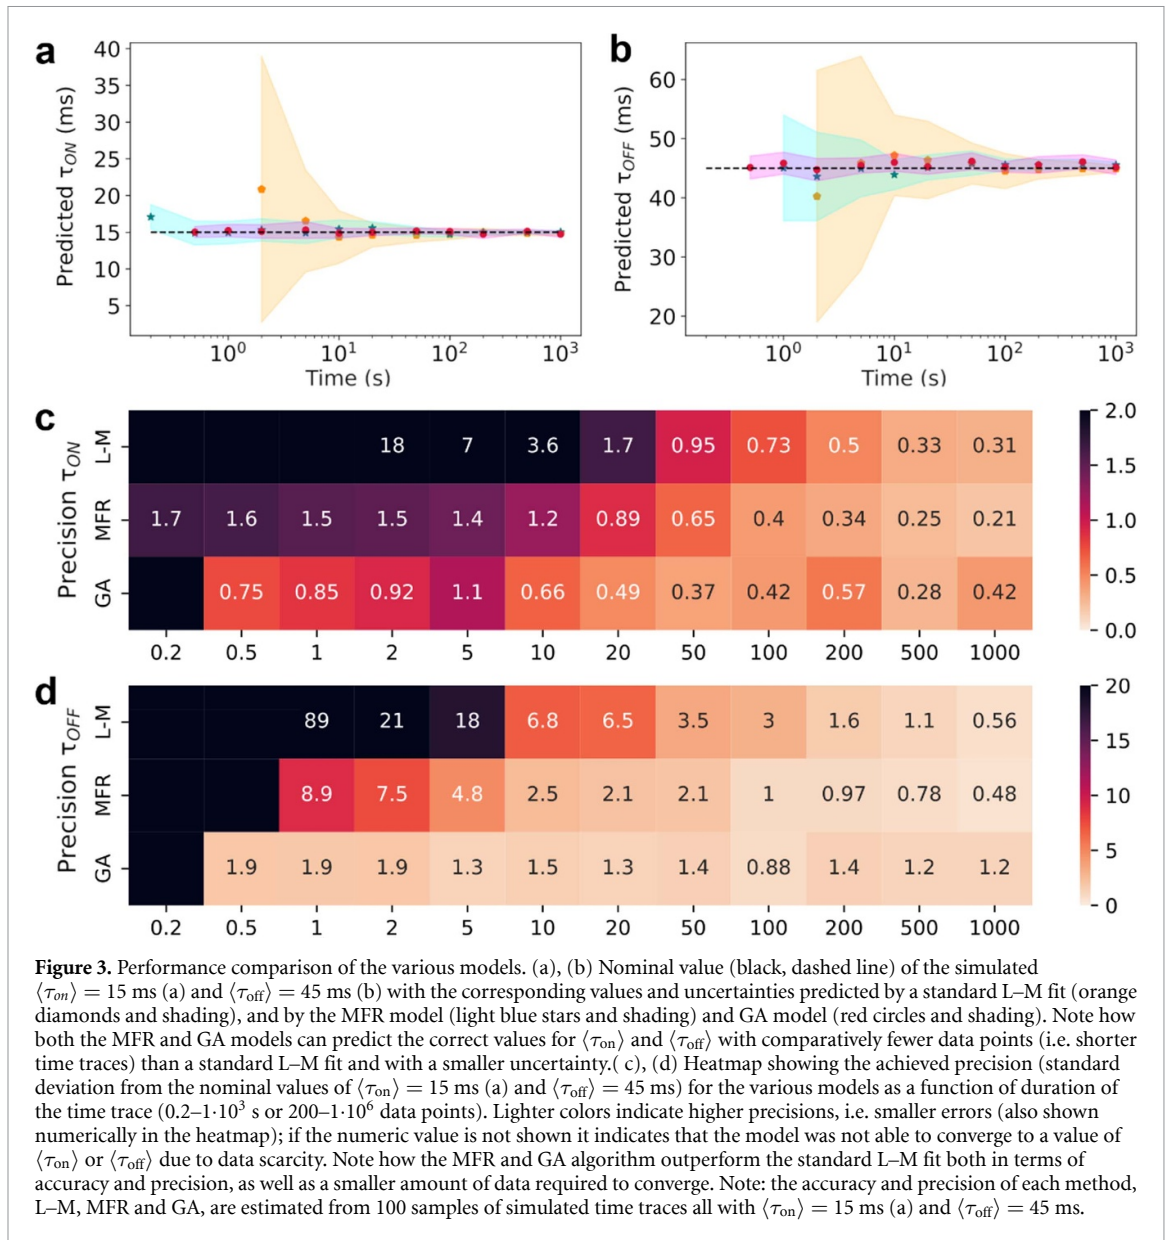 a
b
40
35
30
25
20
15
10
5
Predicted τON (ms)
10⁰
10¹
10²
10³
Time (s)
60
50
40
30
20
Predicted τOFF (ms)
10⁰
10¹
10²
10³
Time (s)
c
Precision τON
L-M
18 7 3.6 1.7 0.95 0.73 0.5 0.33 0.31
MFR
1.7 1.6 1.5 1.5 1.4 1.2 0.89 0.65 0.4 0.34 0.25 0.21
GA
0.75 0.85 0.92 1.1 0.66 0.49 0.37 0.42 0.57 0.28 0.42
0.2 0.5 1 2 5 10 20 50 100 200 500 1000
2.0
1.5
1.0
0.5
0.0
d
Precision τOFF
L-M
89 21 18 6.8 6.5 3.5 3 1.6 1.1 0.56
MFR
8.9 7.5 4.8 2.5 2.1 2.1 1 0.97 0.78 0.48
GA
1.9 1.9 1.9 1.3 1.5 1.3 1.4 0.88 1.4 1.2 1.2
0.2 0.5 1 2 5 10 20 50 100 200 500 1000
20
15
10
5
0
Figure 3. Performance comparison of the various models. (a), (b) Nominal value (black, dashed line) of the simulated
⟨τon⟩ = 15 ms (a) and ⟨τoff⟩ = 45 ms (b) with the corresponding values and uncertainties predicted by a standard L–M fit (orange
diamonds and shading), and by the MFR model (light blue stars and shading) and GA model (red circles and shading). Note how
both the MFR and GA models can predict the correct values for ⟨τon⟩ and ⟨τoff⟩ with comparatively fewer data points (i.e. shorter
time traces) than a standard L–M fit and with a smaller uncertainty.( c), (d) Heatmap showing the achieved precision (standard
deviation from the nominal values of ⟨τon⟩ = 15 ms (a) and ⟨τoff⟩ = 45 ms) for the various models as a function of duration of
the time trace (0.2–1·10³ s or 200–1·10⁶ data points). Lighter colors indicate higher precisions, i.e. smaller errors (also shown
numerically in the heatmap); if the numeric value is not shown it indicates that the model was not able to converge to a value of
⟨τon⟩ or ⟨τoff⟩ due to data scarcity. Note how the MFR and GA algorithm outperform the standard L–M fit both in terms of
accuracy and precision, as well as a smaller amount of data required to converge. Note: the accuracy and precision of each method,
L–M, MFR and GA, are estimated from 100 samples of simulated time traces all with ⟨τon⟩ = 15 ms (a) and ⟨τoff⟩ = 45 ms.